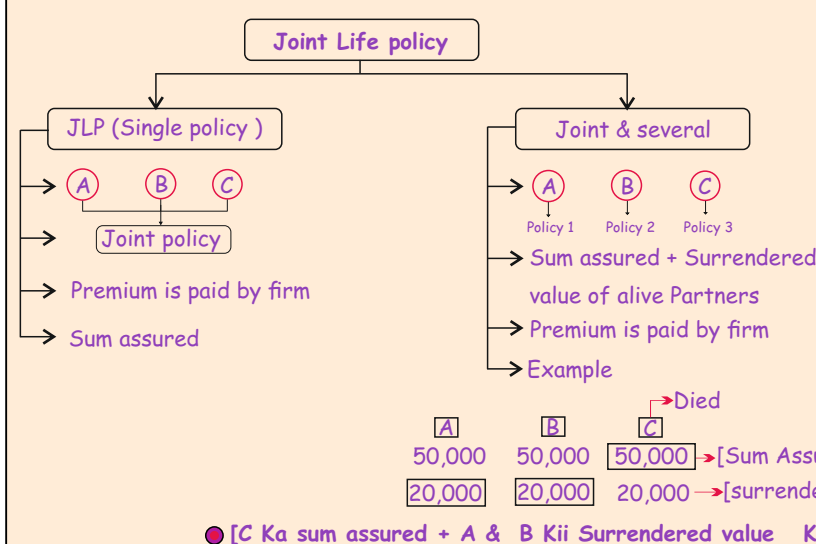 Joint Life policy
JLP (Single policy )
A B C
Joint policy
Premium is paid by firm
Sum assured
Joint & several
A B C
Policy 1 Policy 2 Policy 3
Sum assured + Surrendered
value of alive Partners
Premium is paid by firm
Example
Died
A B C
50,000 50,000 50,000 [Sum
20,000 20,000 20,000
[C Ka sum assured + A & B Kii Surrendered value